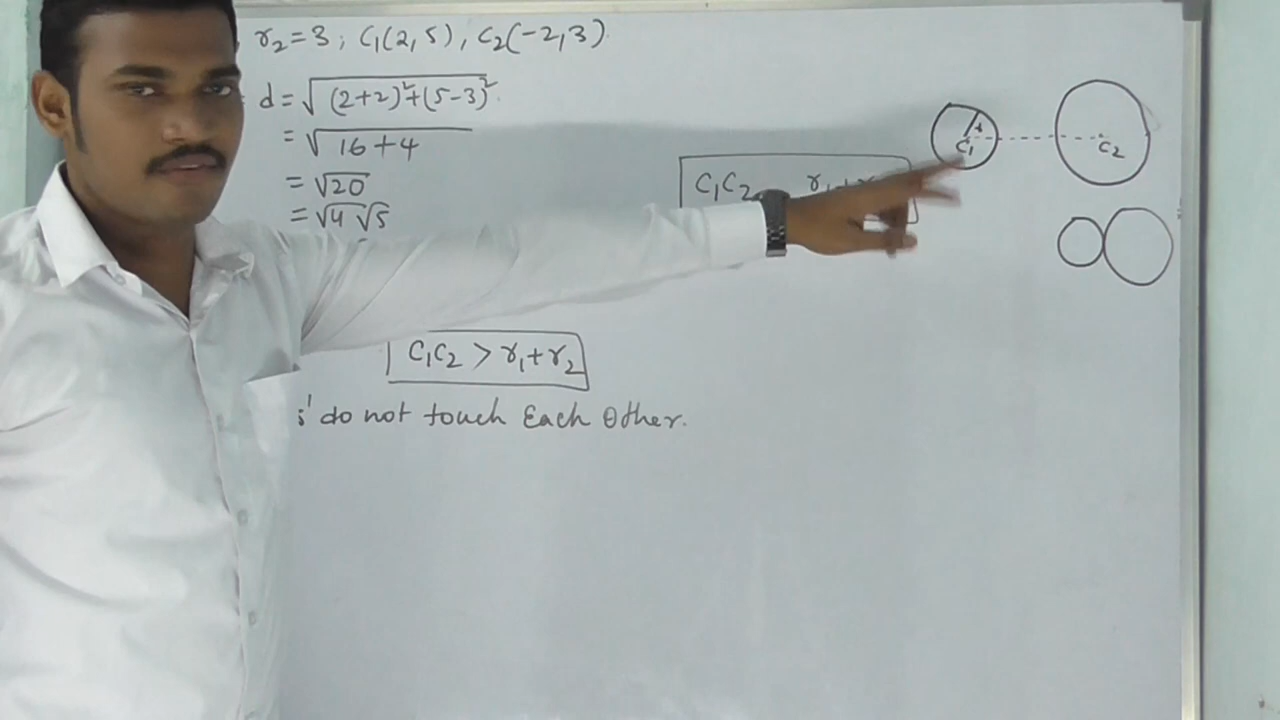 r₂=3; C₁(2,5), C₂(-2,3)
d=√(2+2)²+(5-3)²
=√16+4
=√20
=√4 √5
C₁C₂ > r₁+r₂
do not touch Each Other.
C₁C₂ r₁+
C₁
C₂